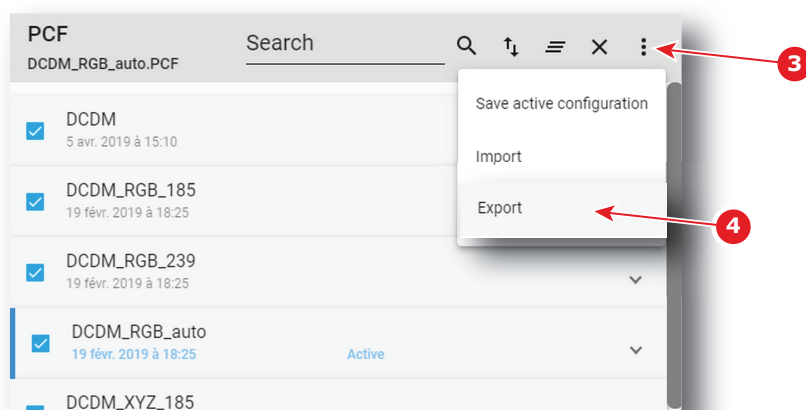 PCF
Search
DCDM_RGB_auto.PCF
3
Save active configuration
DCDM
5 avr. 2019 à 15:10
Import
DCDM_RGB_185
19 févr. 2019 à 18:25
Export
4
DCDM_RGB_239
19 févr. 2019 à 18:25
DCDM_RGB_auto
19 févr. 2019 à 18:25 Active
DCDM_XYZ_185